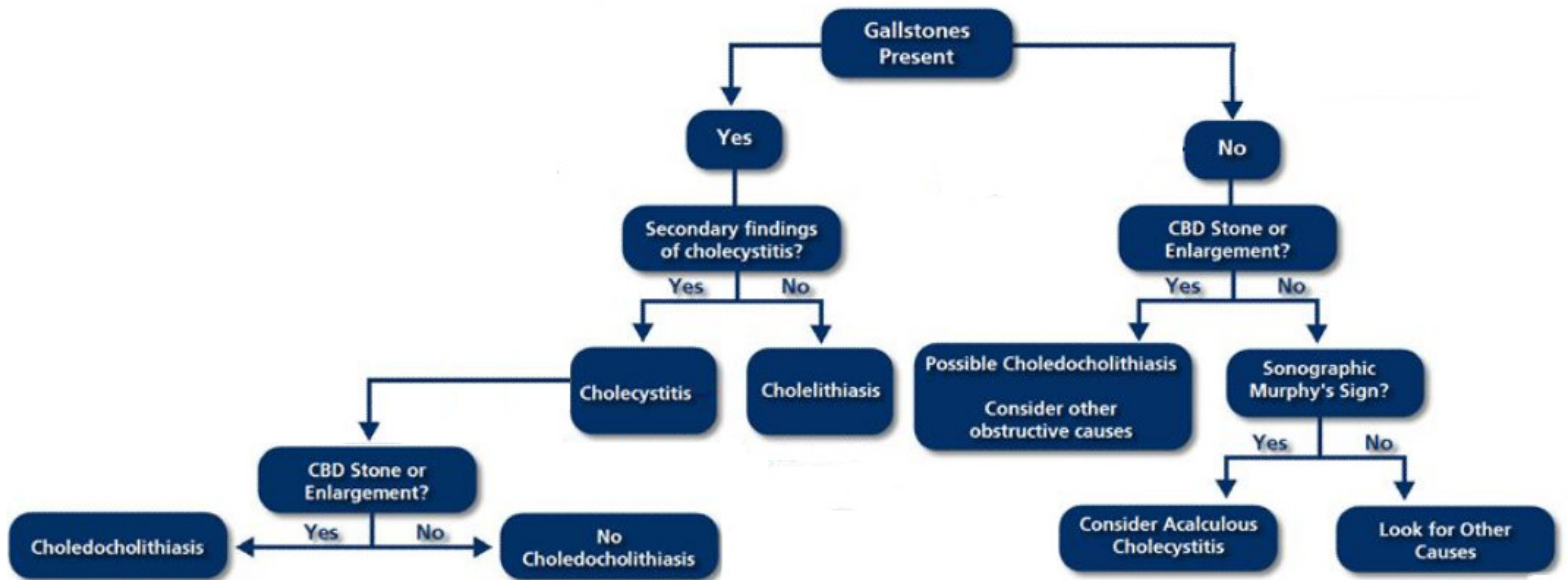 Gallstones
Present
Yes
No
Secondary findings
of cholecystitis?
CBD Stone or
Enlargement?
Yes
No
Yes
No
Cholecystitis
Cholelithiasis
Possible Choledocholithiasis
Consider other
obstructive causes
Sonographic
Murphy's Sign?
CBD Stone or
Enlargement?
Yes
No
Yes
No
Choledocholithiasis
No
Choledocholithiasis
Consider Acalculous
Cholecystitis
Look for Other
Causes